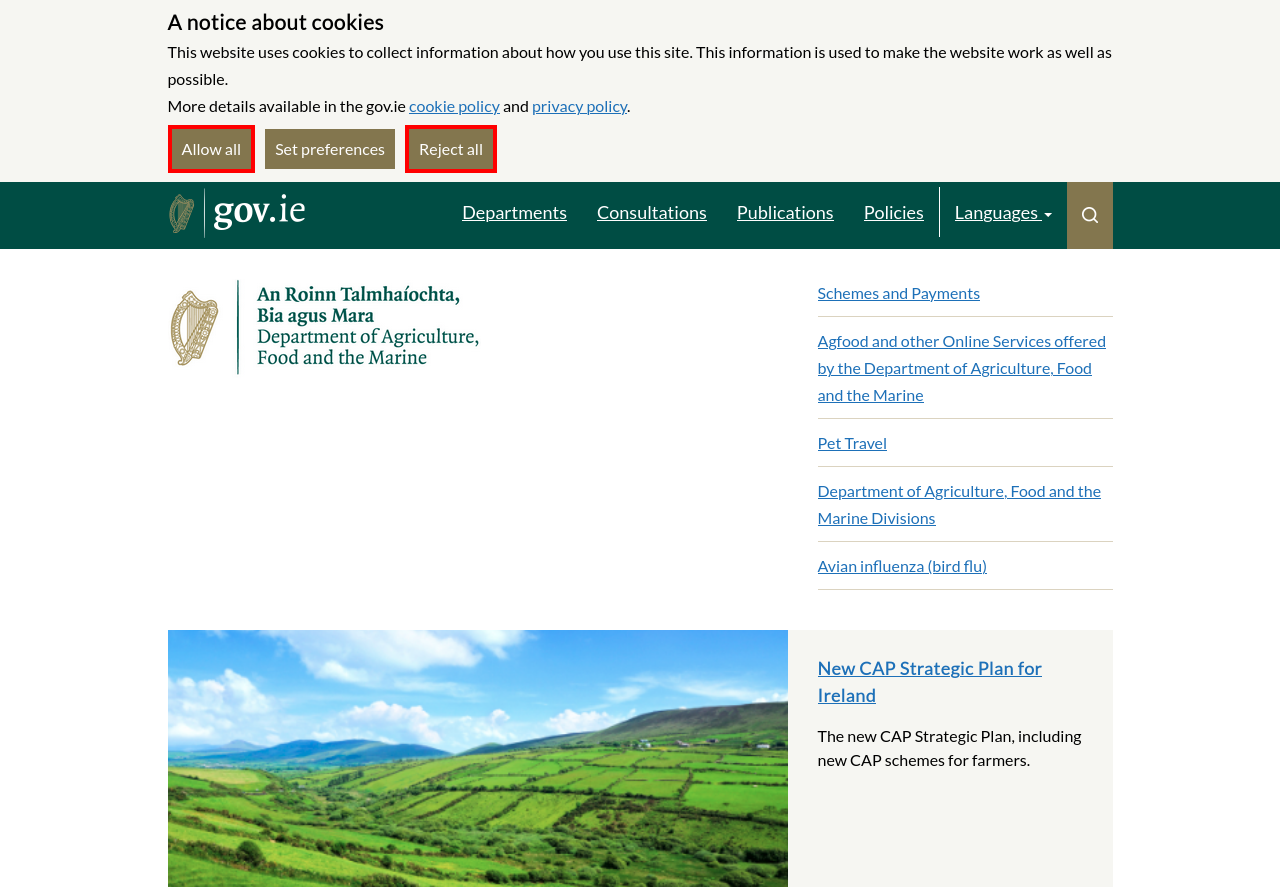 A notice about cookies
This website uses cookies to collect information about how you use this site. This information is used to make the website work as well as
possible.
More details available in the gov.ie cookie policy and privacy policy.
Allow all
Set preferences
Reject all
gov.ie
Departments
Consultations
Publications
Policies
Languages
An Roinn Talmhaíochta,
Bia agus Mara
Department of Agriculture,
Food and the Marine
Schemes and Payments
Agfood and other Online Services offered
by the Department of Agriculture, Food
and the Marine
Pet Travel
Department of Agriculture, Food and the
Marine Divisions
Avian influenza (bird flu)
New CAP Strategic Plan for
Ireland
The new CAP Strategic Plan, including
new CAP schemes for farmers.